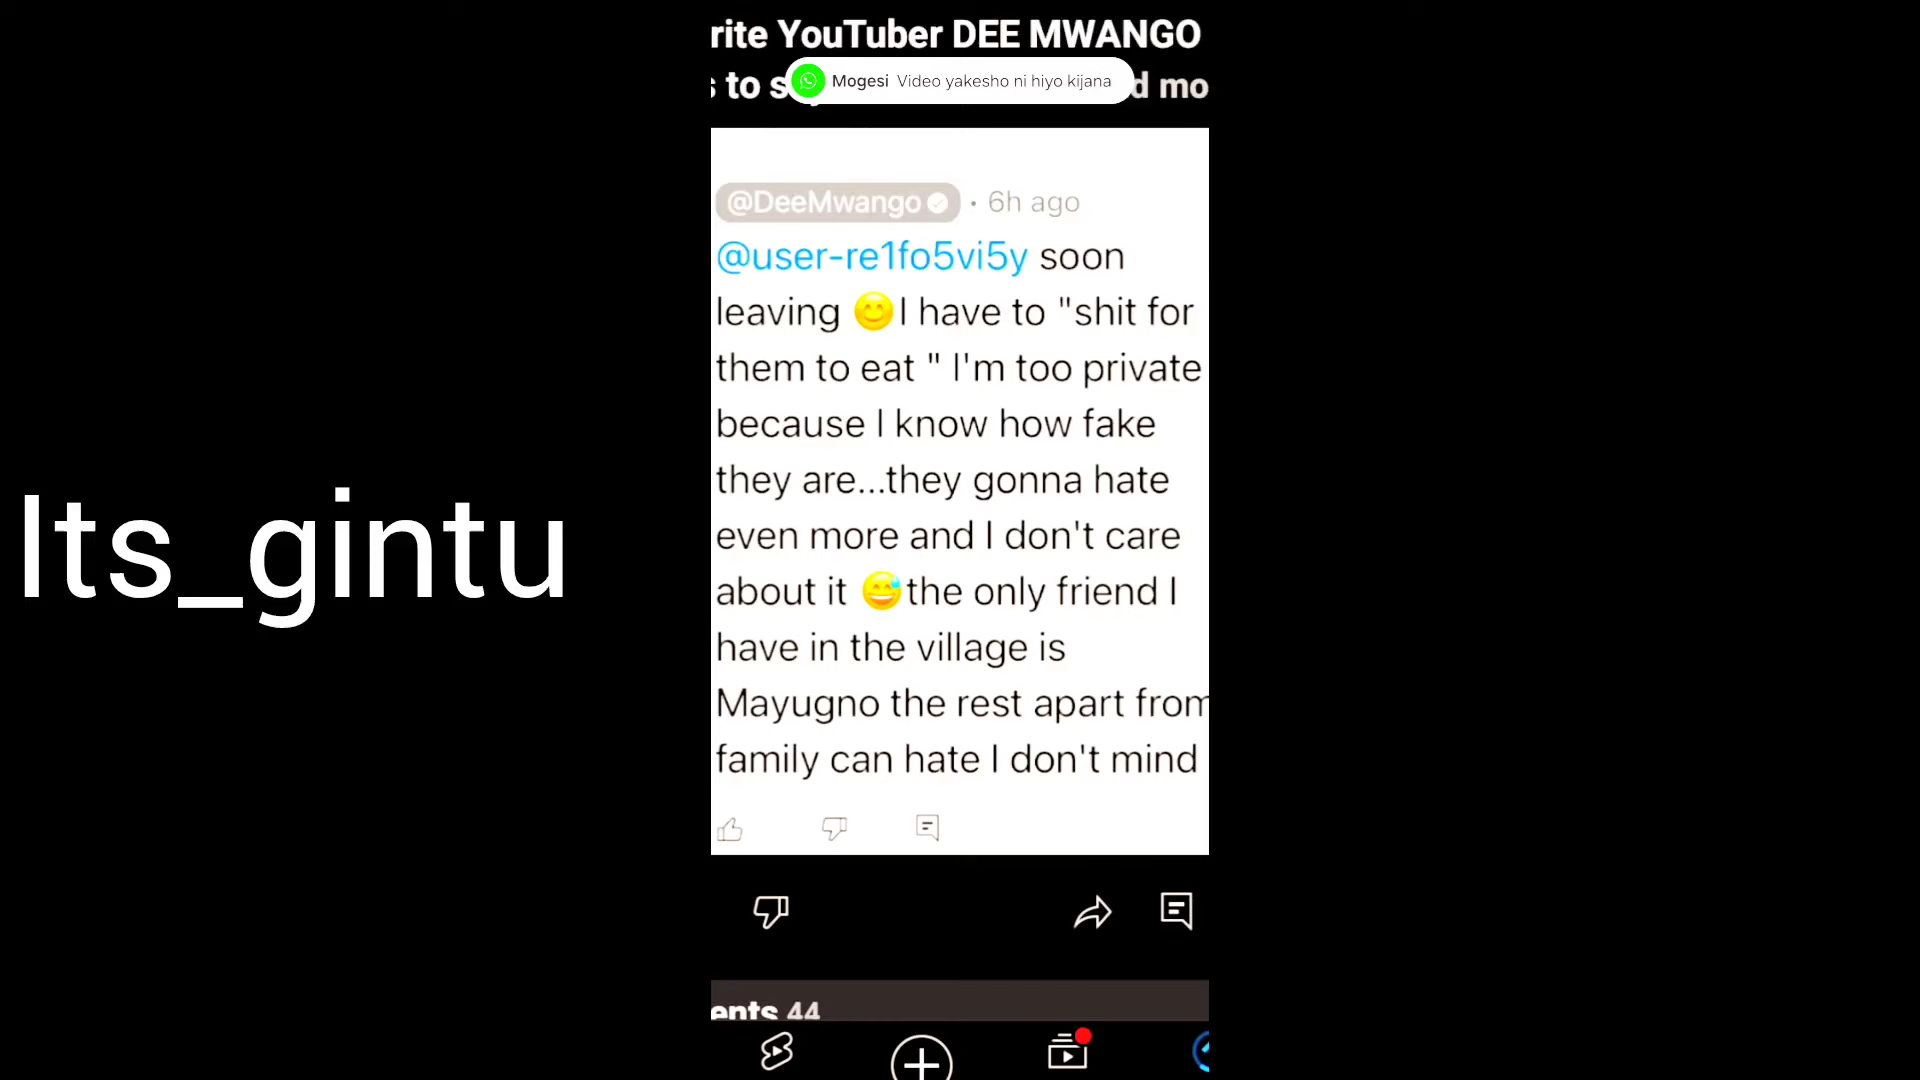 rite YouTuber DEE MWANGO
to s
d mo
Mogesi Video yakesho ni hiyo kijana
@DeeMwango • 6h ago
@user-re1fo5vi5y soon
leaving 😊I have to "shit for
them to eat " I'm too private
because I know how fake
they are...they gonna hate
even more and I don't care
about it 😅the only friend I
have in the village is
Mayugno the rest apart from
family can hate I don't mind
Its_gintu
ents 44